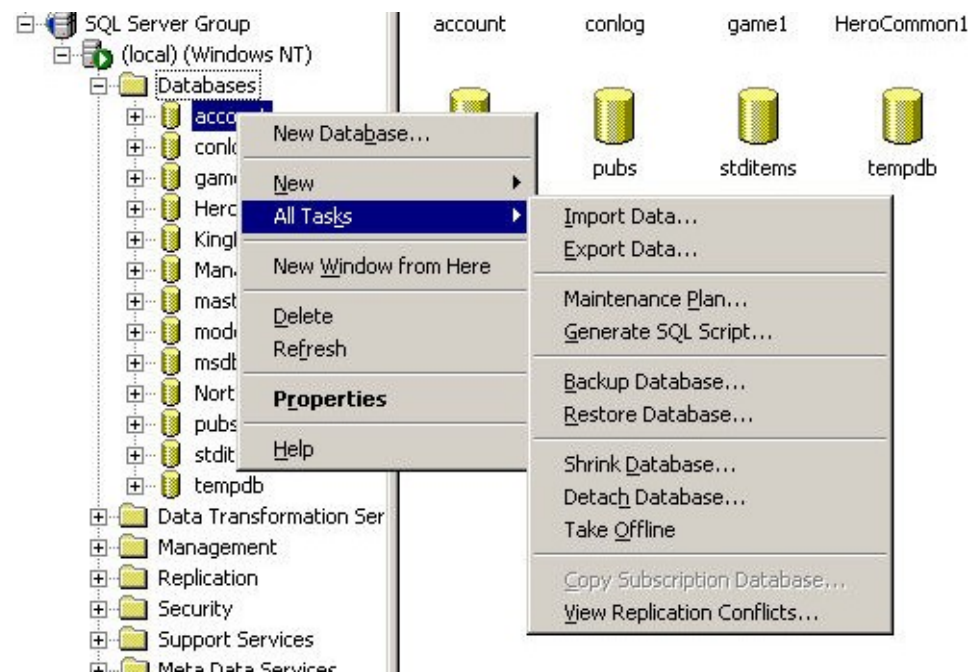 SQL Server Group
(local) (Windows NT)
Databases
tempdb
Data Transformation Ser
Management
Replication
Security
Support Services
Meta Data Services
account
conlog
game1
HeroCommon1
pubs
stditems
tempdb
New Database...
New
All Tasks
New Window from Here
Delete
Refresh
Properties
Help
Import Data...
Export Data...
Maintenance Plan...
Generate SQL Script...
Backup Database...
Restore Database...
Shrink Database...
Detach Database...
Take Offline
Copy Subscription Database...
View Replication Conflicts...